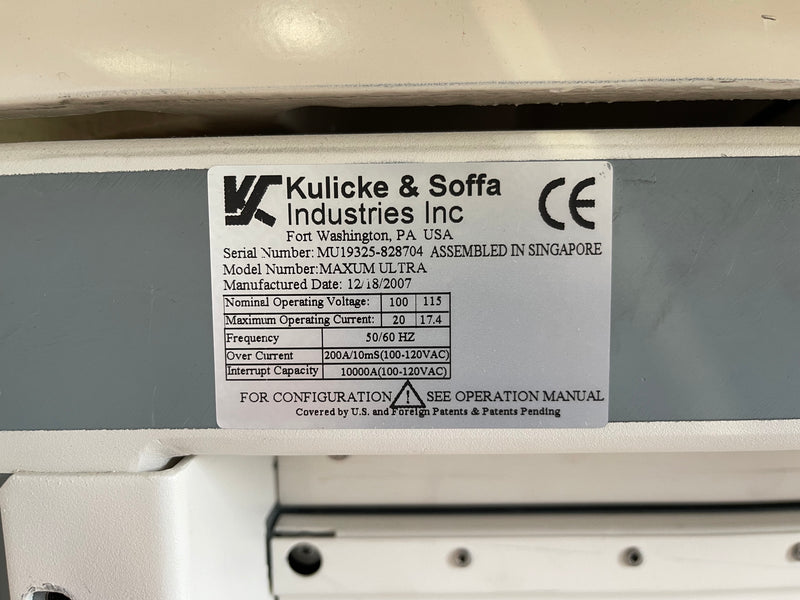 Kulicke & Soffa
Industries Inc
Fort Washington, PA USA
Serial Number: MU19325-828704 ASSEMBLED IN SINGAPORE
Model Number:MAXUM ULTRA
Manufactured Date: 12/18/2007
Nominal Operating Voltage: 100 115
Maximum Operating Current: 20 17.4
Frequency 50/60 HZ
Over Current 200A/10mS(100-120VAC)
Interrupt Capacity 10000A(100-120VAC)
FOR CONFIGURATION ! SEE OPERATION MANUAL
Covered by U.S. and Foreign Patents & Patents Pending
CE